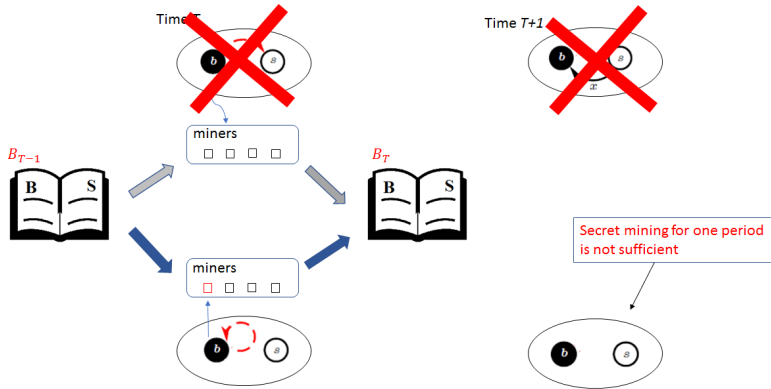 Time T
Time T+1
b
s
b
s
x
miners
B_{T-1}
B_T
B S
B S
Secret mining for one period
is not sufficient
miners
b
s
b
s